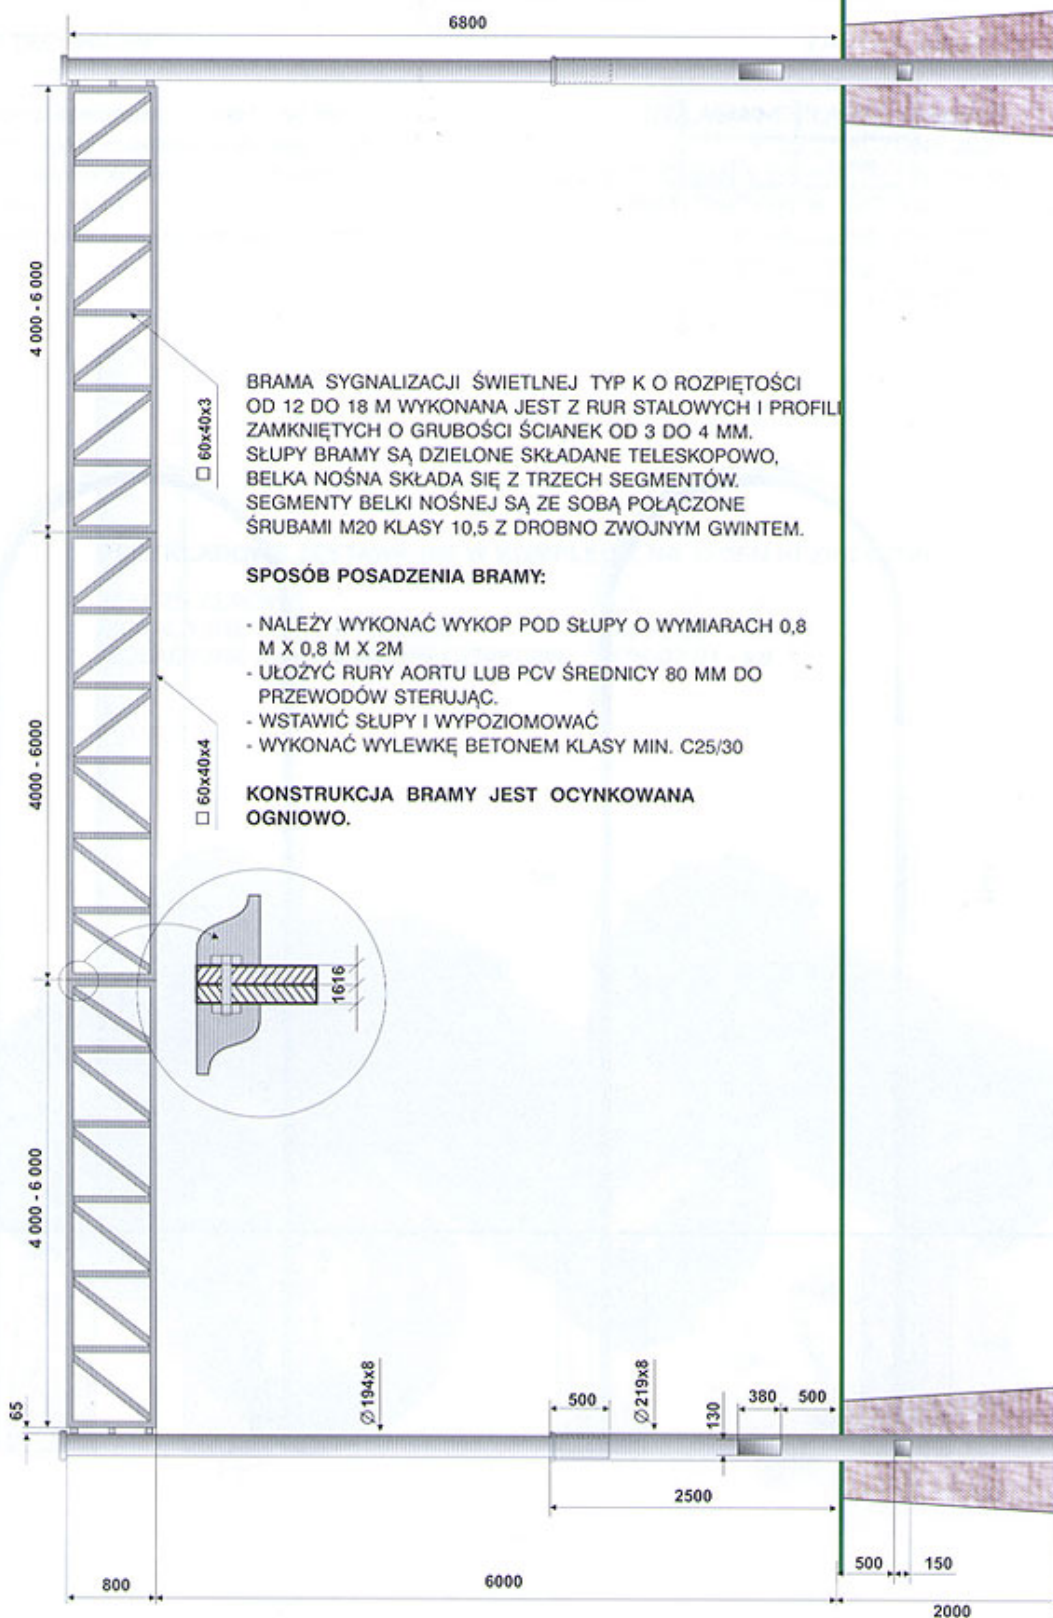 6800
4 000 - 6 000
□ 60x40x3
BRAMA SYGNALIZACJI ŚWIETLNEJ TYP K O ROZPIĘTOŚCI
OD 12 DO 18 M WYKONANA JEST Z RUR STALOWYCH I PROFILI
ZAMKNIĘTYCH O GRUBOŚCI ŚCIANEK OD 3 DO 4 MM.
SŁUPY BRAMY SĄ DZIELONE SKŁADANE TELESKOPOWO,
BELKA NOŚNA SKŁADA SIĘ Z TRZECH SEGMENTÓW.
SEGMENTY BELKI NOŚNEJ SĄ ZE SOBĄ POŁĄCZONE
ŚRUBAMI M20 KLASY 10,5 Z DROBNO ZWOJNYM GWINTEM.
SPOSÓB POSADZENIA BRAMY:
- NALEŻY WYKONAĆ WYKOP POD SŁUPY O WYMIARACH 0,8
M X 0,8 M X 2M
- UŁOŻYĆ RURY AORTU LUB PCV ŚREDNICY 80 MM DO
PRZEWODÓW STERUJĄC.
- WSTAWIĆ SŁUPY I WYPOZIOMOWAĆ
- WYKONAĆ WYLEWKĘ BETONEM KLASY MIN. C25/30
KONSTRUKCJA BRAMY JEST OCYNKOWANA
OGNIOWO.
4000 - 6000
□ 60x40x4
1616
4 000 - 6 000
65
Ø194x8
500
Ø219x8
130
380
500
2500
500
150
800
6000
2000